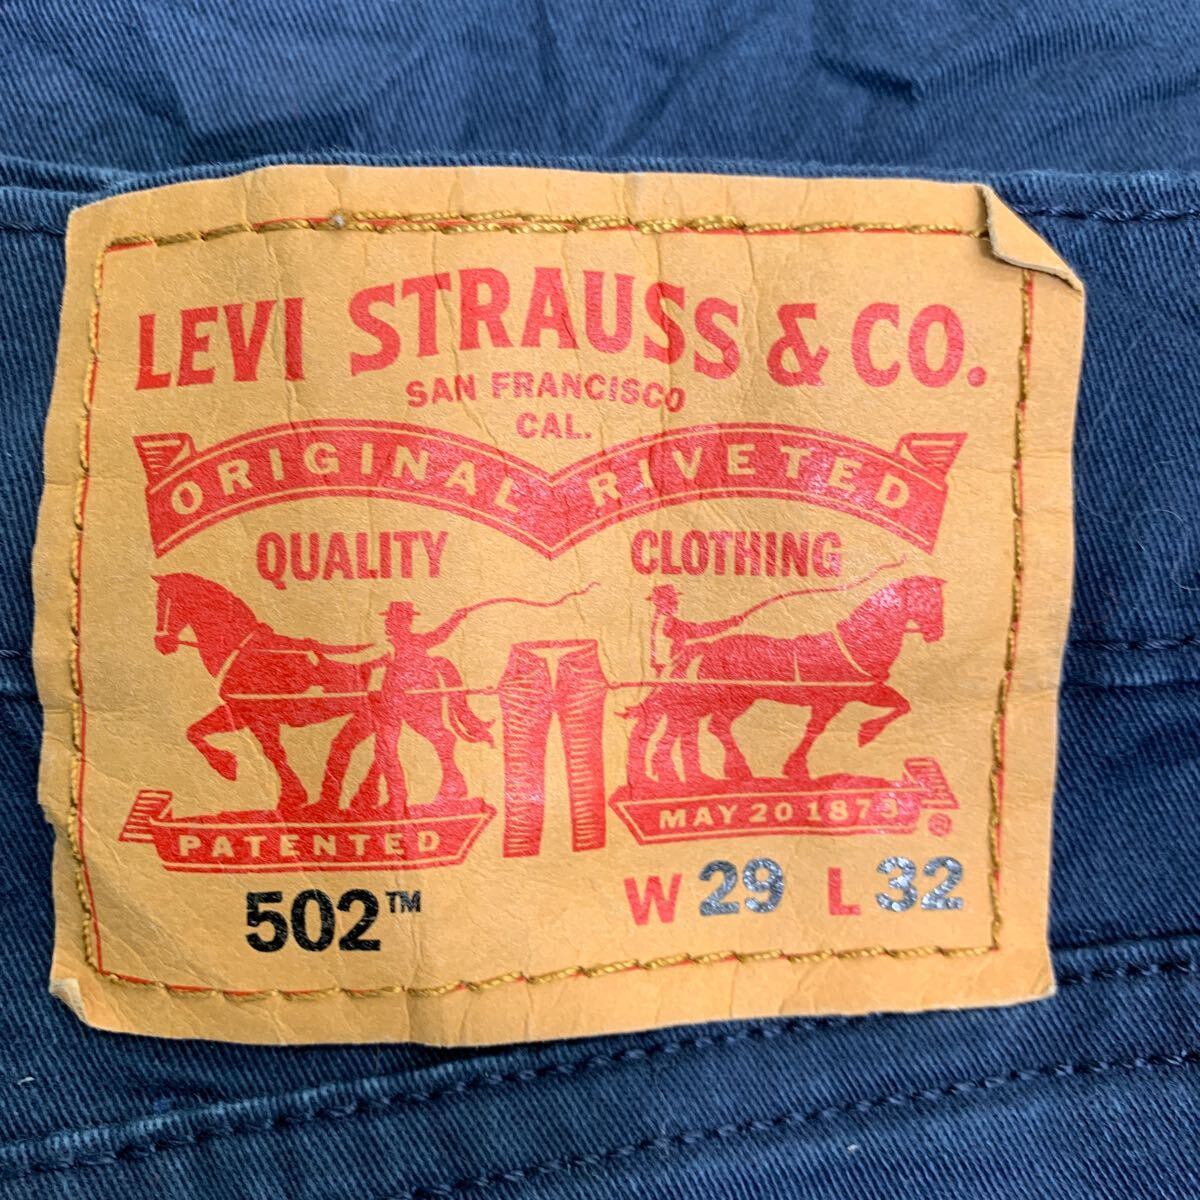 LEVI STRAUSS & CO.
SAN FRANCISCO
CAL.
ORIGINAL RIVETED
QUALITY CLOTHING
PATENTED
MAY 20 1873 ®
502™ W 29 L 32